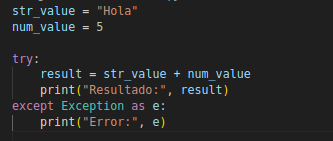 str_value = "Hola"
num_value = 5
try:
    result = str_value + num_value
    print("Resultado:", result)
except Exception as e:
    print("Error:", e)